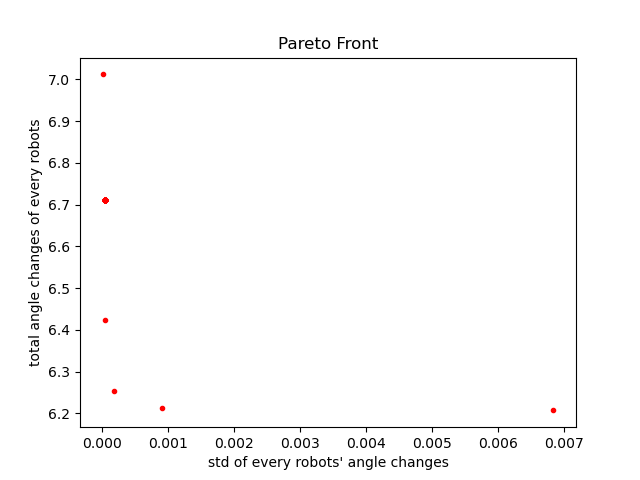 Pareto Front
total angle changes of every robots
7.0
6.9
6.8
6.7
6.6
6.5
6.4
6.3
6.2
0.000 0.001 0.002 0.003 0.004 0.005 0.006 0.007
std of every robots' angle changes